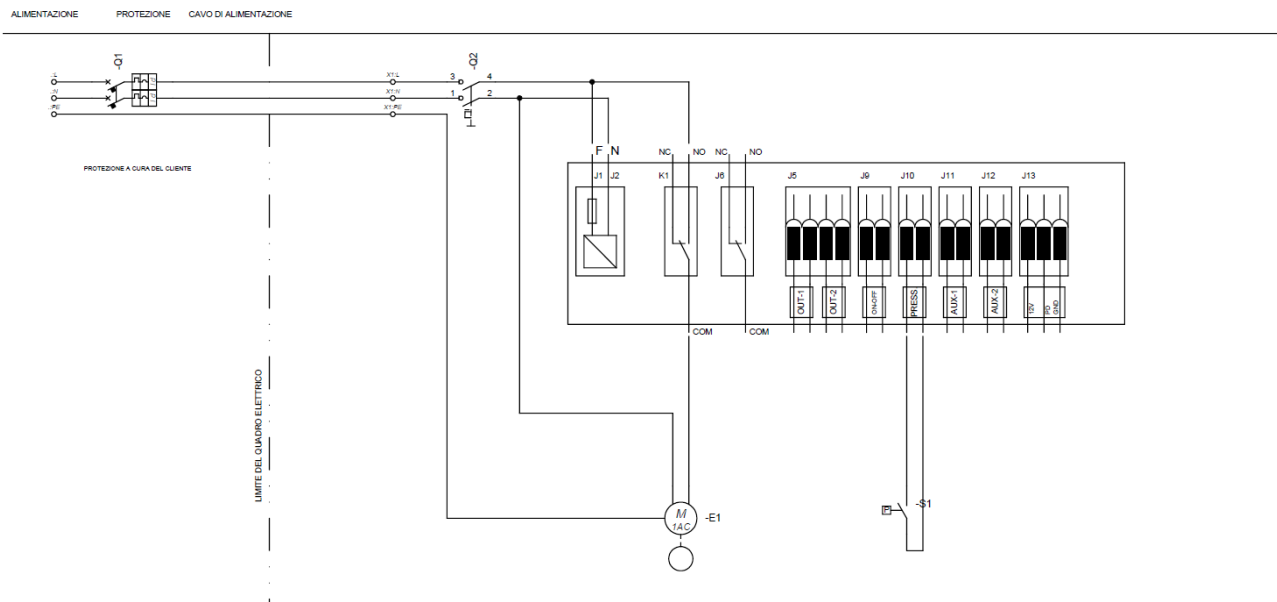 ALIMENTAZIONE PROTEZIONE CAVO DI ALIMENTAZIONE
-Q1
-Q2
:L
X1:L
3 4
:N
X1:N
1 2
:PE
X1:PE
PROTEZIONE A CURA DEL CLIENTE
F N
NC NO NC NO
J1 J2 K1 J6 J5 J9 J10 J11 J12 J13
OUT-1 OUT-2 ON-OFF PRESS AUX-1 AUX-2 12V PD GND
COM COM
LIMITE DEL QUADRO ELETTRICO
M
1AC
-E1
P
-S1